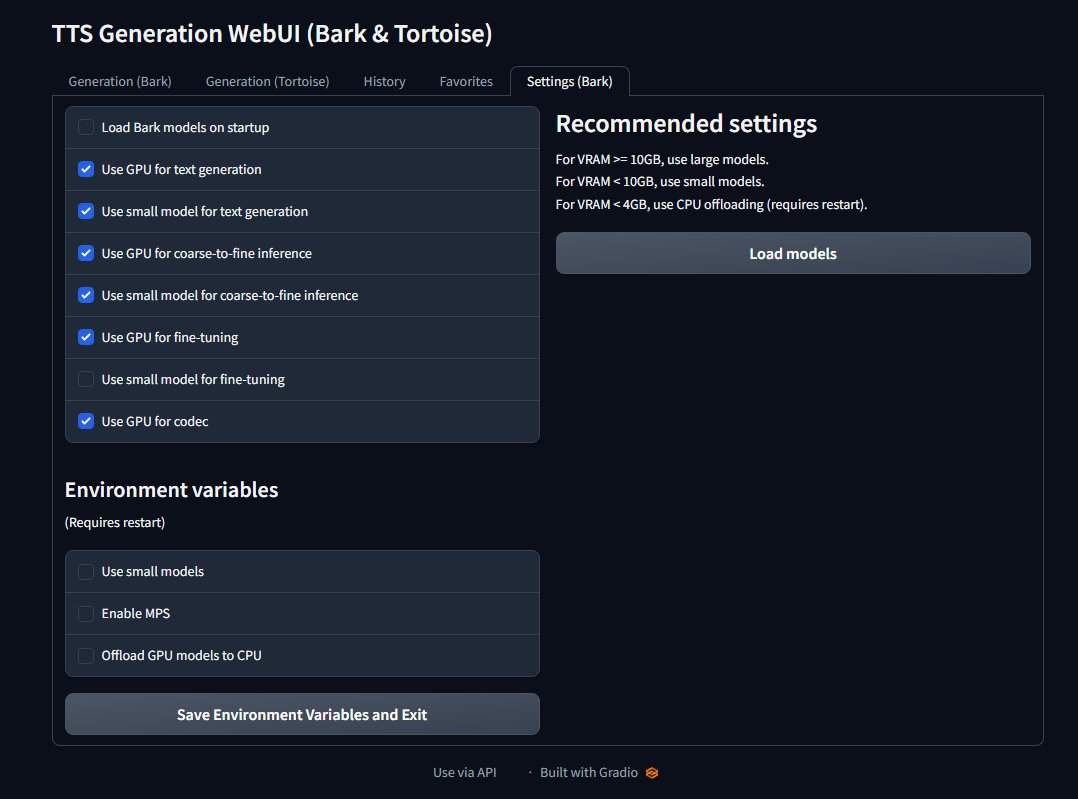 TTS Generation WebUI (Bark & Tortoise)
Generation (Bark) Generation (Tortoise) History Favorites Settings (Bark)
Load Bark models on startup
Use GPU for text generation
Use small model for text generation
Use GPU for coarse-to-fine inference
Use small model for coarse-to-fine inference
Use GPU for fine-tuning
Use small model for fine-tuning
Use GPU for codec
Environment variables
(Requires restart)
Use small models
Enable MPS
Offload GPU models to CPU
Save Environment Variables and Exit
Recommended settings
For VRAM >= 10GB, use large models.
For VRAM < 10GB, use small models.
For VRAM < 4GB, use CPU offloading (requires restart).
Load models
Use via API · Built with Gradio